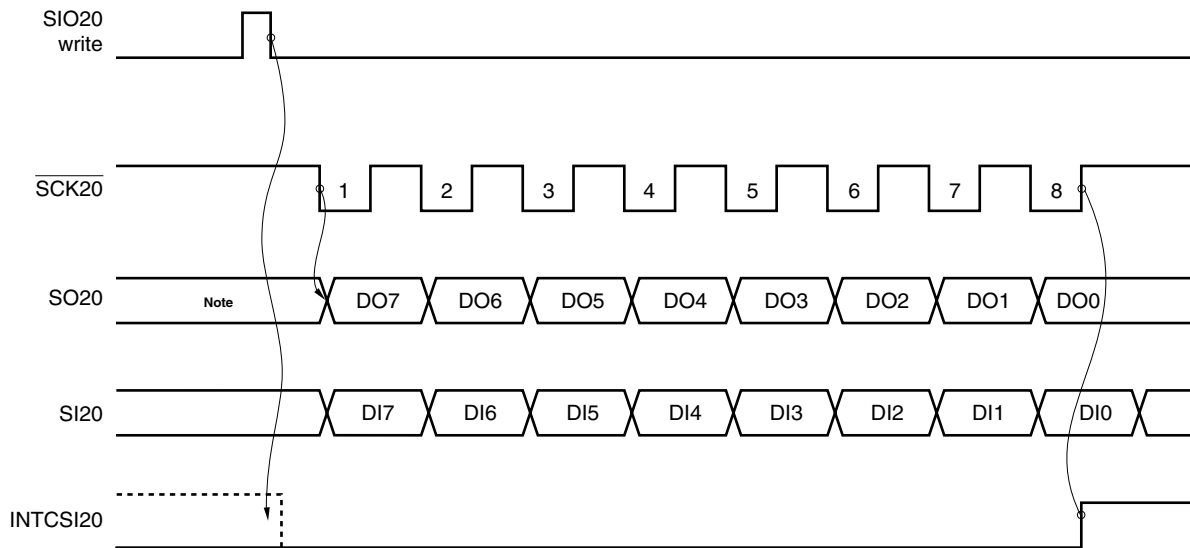 SIO20
write
SCK20
1 2 3 4 5 6 7 8
SO20
Note DO7 DO6 DO5 DO4 DO3 DO2 DO1 DO0
SI20
DI7 DI6 DI5 DI4 DI3 DI2 DI1 DI0
INTCSI20